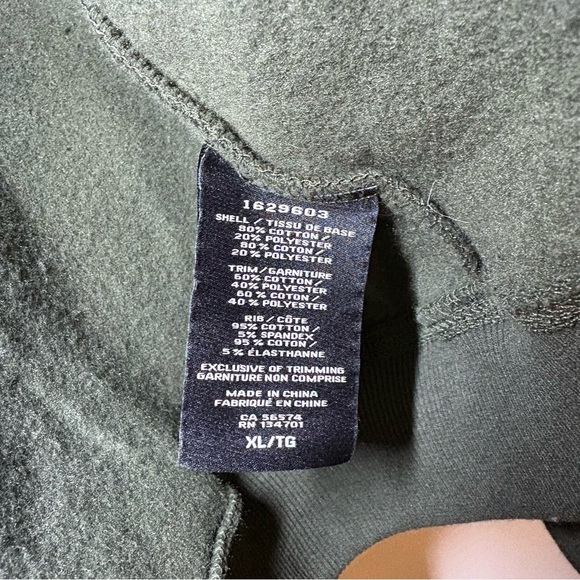 1629603
SHELL / TISSU DE BASE
80% COTTON /
20% POLYESTER
80 % COTON /
20 % POLYESTER
TRIM / GARNITURE
60% COTTON /
40% POLYESTER
60 % COTON /
40 % POLYESTER
RIB / CÔTE
95% COTTON /
5% SPANDEX
95 % COTON /
5 % ÉLASTHANNE
EXCLUSIVE OF TRIMMING
GARNITURE NON COMPRISE
MADE IN CHINA
FABRIQUÉ EN CHINE
CA 56574
RN 134701
XL/TG